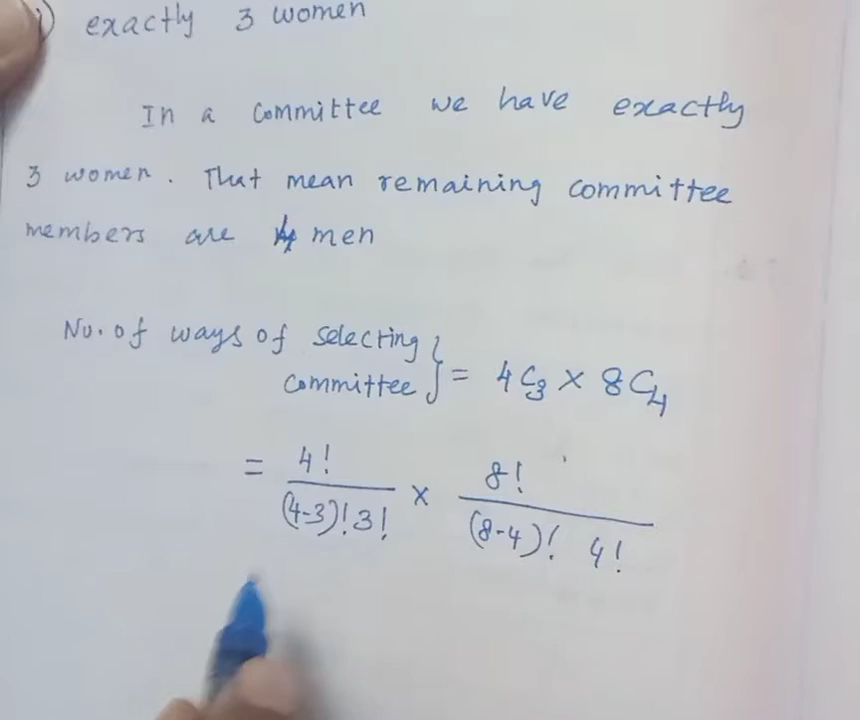 i) exactly 3 women
In a committee we have exactly
3 women. That mean remaining committee
members are 4 men
No. of ways of selecting
committee } = 4C3 × 8C4
= 4! / (4-3)! 3! × 8! / (8-4)! 4!